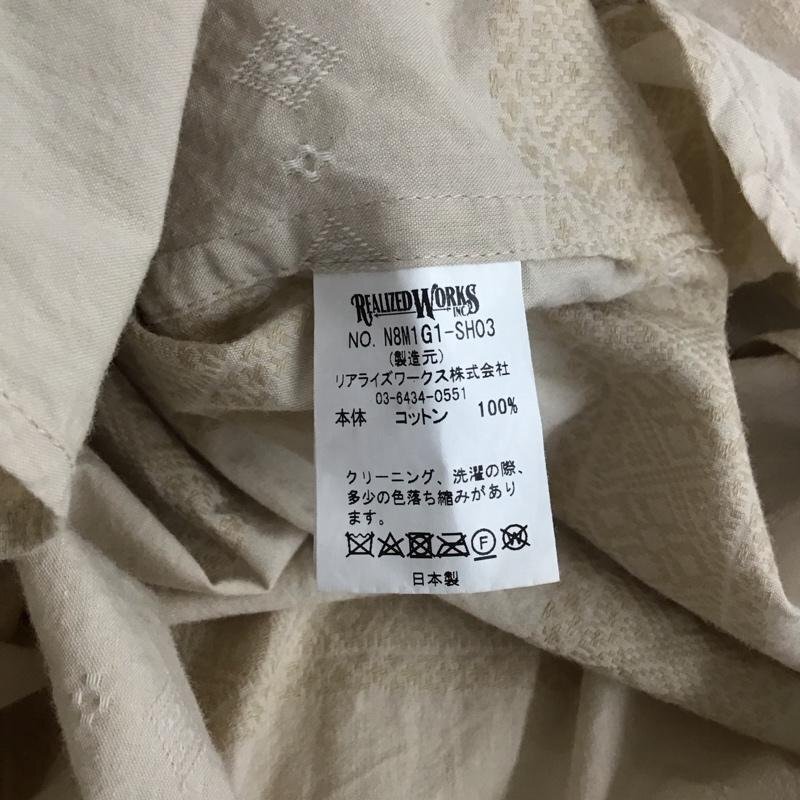 REALIZED WORKS INC.
NO. N8M1G1-SH03
(製造元)
リアライズワークス株式会社
03-6434-0551
本体 コットン 100%
クリーニング、洗濯の際、
多少の色落ち縮みがあり
ます。
F W
日本製